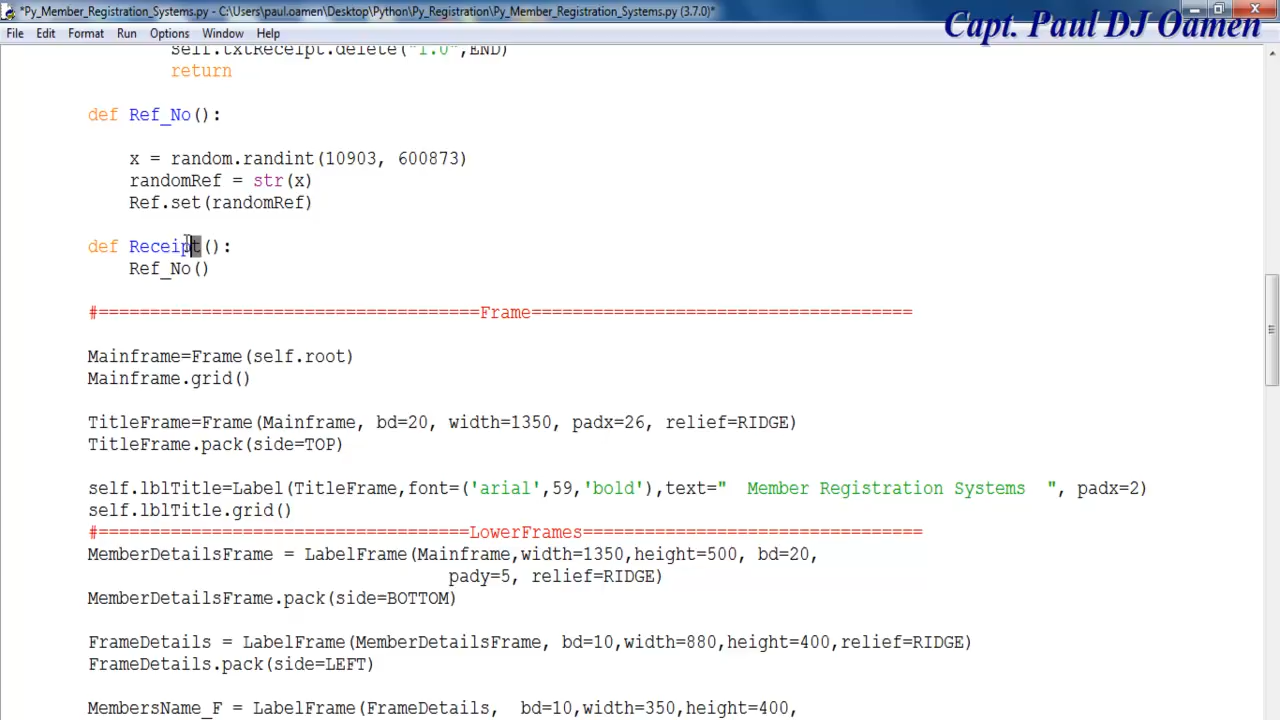 *Py_Member_Registration_Systems.py - C:\Users\paul.oamen\Desktop\Python\Py_Registration\Py_Member_Registration_Systems.py (3.7.0)*
Capt. Paul DJ Oamen
File Edit Format Run Options Window Help
self.txtReceipt.delete("1.0",END)
return
def Ref_No():
x = random.randint(10903, 600873)
randomRef = str(x)
Ref.set(randomRef)
def Receipt():
Ref_No()
#=====================================Frame=====================================
Mainframe=Frame(self.root)
Mainframe.grid()
TitleFrame=Frame(Mainframe, bd=20, width=1350, padx=26, relief=RIDGE)
TitleFrame.pack(side=TOP)
self.lblTitle=Label(TitleFrame,font=('arial',59,'bold'),text="  Member Registration Systems  ", padx=2)
self.lblTitle.grid()
#====================================LowerFrames=================================
MemberDetailsFrame = LabelFrame(Mainframe,width=1350,height=500, bd=20,
pady=5, relief=RIDGE)
MemberDetailsFrame.pack(side=BOTTOM)
FrameDetails = LabelFrame(MemberDetailsFrame, bd=10,width=880,height=400,relief=RIDGE)
FrameDetails.pack(side=LEFT)
MembersName_F = LabelFrame(FrameDetails,  bd=10,width=350,height=400,